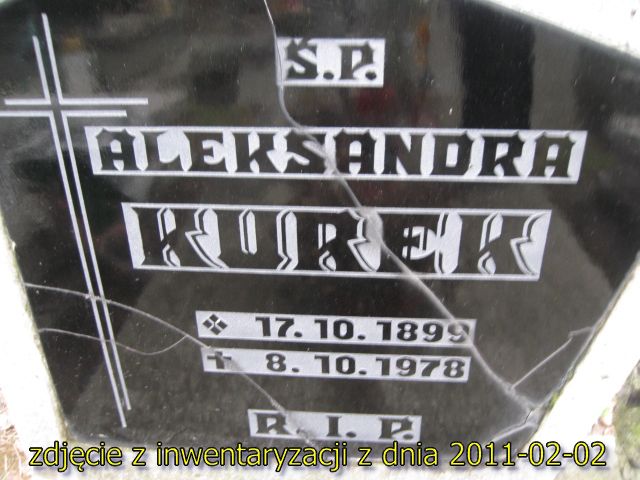 Ś.P.
ALEKSANDRA
KUREK
17.10.1899
8.10.1978
R.I.P.
zdjęcie z inwentaryzacji z dnia 2011-02-02